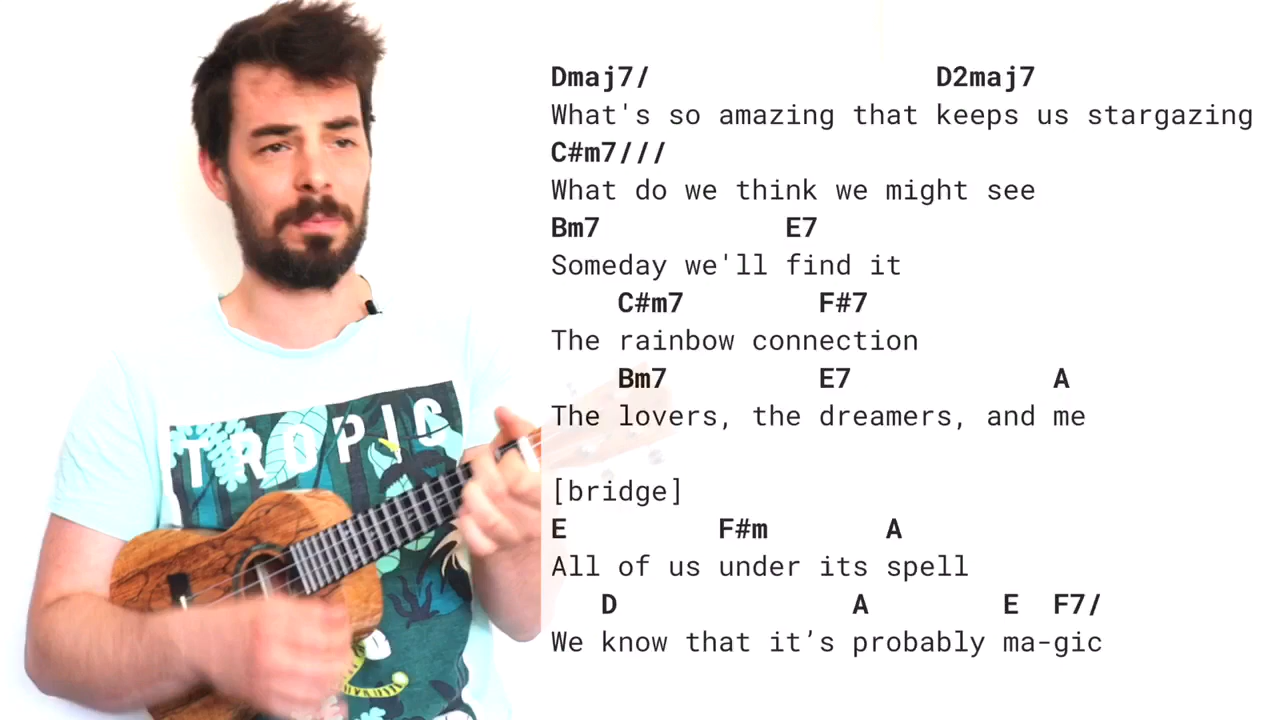 TROPIC
Dmaj7/ D2maj7
What's so amazing that keeps us stargazing
C#m7///
What do we think we might see
Bm7 E7
Someday we'll find it
C#m7 F#7
The rainbow connection
Bm7 E7 A
The lovers, the dreamers, and me
[bridge]
E F#m A
All of us under its spell
D A E F7/
We know that it’s probably ma-gic